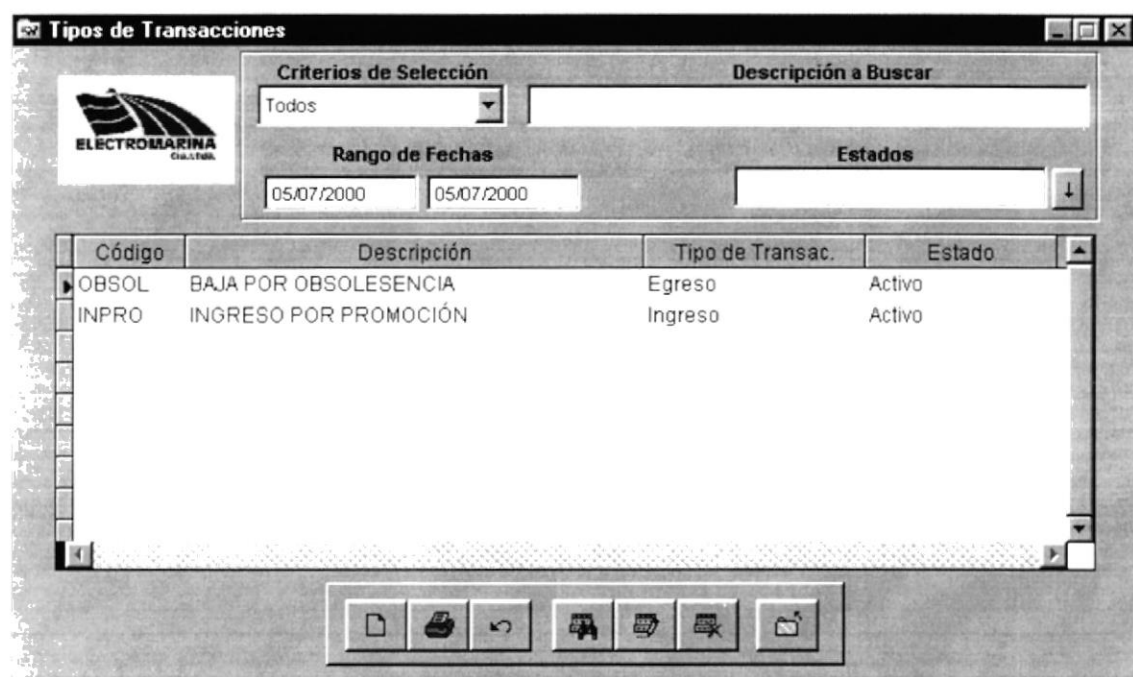 Tipos de Transacciones
ELECTROMARINA
CIA. LTDA.
Criterios de Selección
Descripción a Buscar
Todos
Rango de Fechas
Estados
05/07/2000 05/07/2000
Código Descripción Tipo de Transac. Estado
OBSOL BAJA POR OBSOLESENCIA Egreso Activo
INPRO INGRESO POR PROMOCIÓN Ingreso Activo